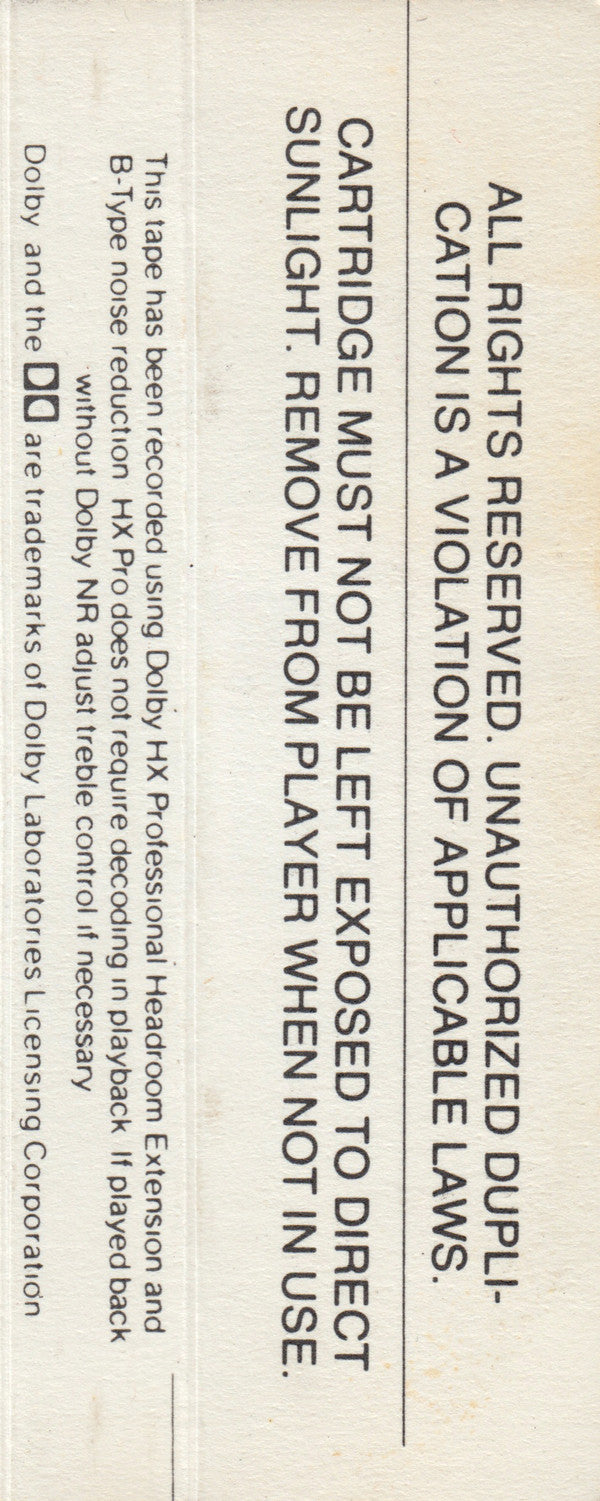 ALL RIGHTS RESERVED. UNAUTHORIZED DUPLI-
CATION IS A VIOLATION OF APPLICABLE LAWS.
CARTRIDGE MUST NOT BE LEFT EXPOSED TO DIRECT
SUNLIGHT. REMOVE FROM PLAYER WHEN NOT IN USE.
This tape has been recorded using Dolby HX Professional Headroom Extension and
B-Type noise reduction HX Pro does not require decoding in playback If played back
without Dolby NR adjust treble control if necessary
Dolby and the are trademarks of Dolby Laboratories Licensing Corporation